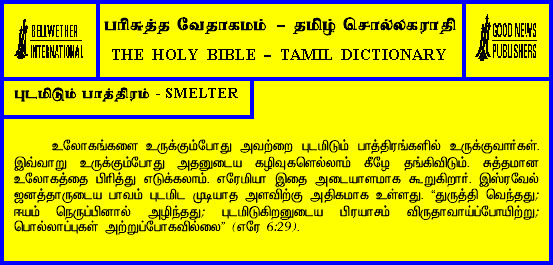 BELLWETHER
INTERNATIONAL
பரிசுத்த வேதாகமம் – தமிழ் சொல்லகராதி
THE HOLY BIBLE – TAMIL DICTIONARY
GOOD NEWS
PUBLISHERS
புடமிடும் பாத்திரம் - SMELTER
உலோகங்களை உருக்கும்போது அவற்றை புடமிடும் பாத்திரங்களில் உருக்குவார்கள்.
இவ்வாறு உருக்கும்போது அதனுடைய கழிவுகளெல்லாம் கீழே தங்கிவிடும். சுத்தமான
உலோகத்தை பிரித்து எடுக்கலாம். எரேமியா இதை அடையாளமாக கூறுகிறார். இஸ்ரவேல்
ஜனத்தாருடைய பாவம் புடமிட முடியாத அளவிற்கு அதிகமாக உள்ளது. “துருத்தி வெந்தது;
ஈயம் நெருப்பினால் அழிந்தது; புடமிடுகிறனுடைய பிரயாசம் விருதாவாய்ப்போயிற்று;
பொல்லாப்புகள் அற்றுப்போகவில்லை” (எரே 6:29).